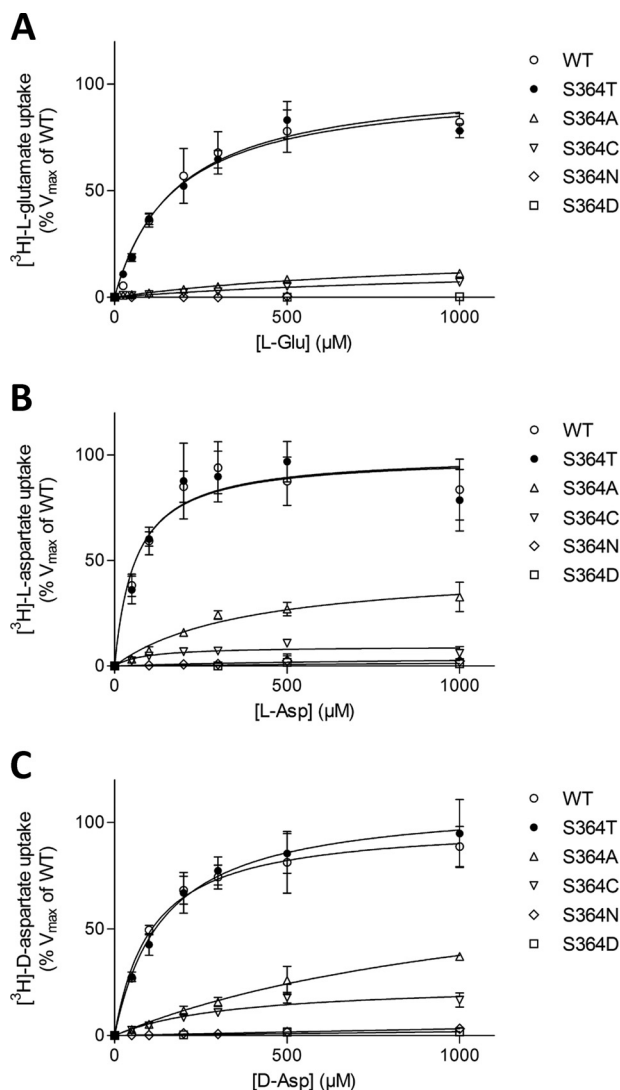 A
[³H]-L-glutamate uptake
(% Vmax of WT)
100
50
0
0
500
1000
[L-Glu] (µM)
WT
S364T
S364A
S364C
S364N
S364D
B
[³H]-L-aspartate uptake
(% Vmax of WT)
100
50
0
0
500
1000
[L-Asp] (µM)
WT
S364T
S364A
S364C
S364N
S364D
C
[³H]-D-aspartate uptake
(% Vmax of WT)
100
50
0
0
500
1000
[D-Asp] (µM)
WT
S364T
S364A
S364C
S364N
S364D